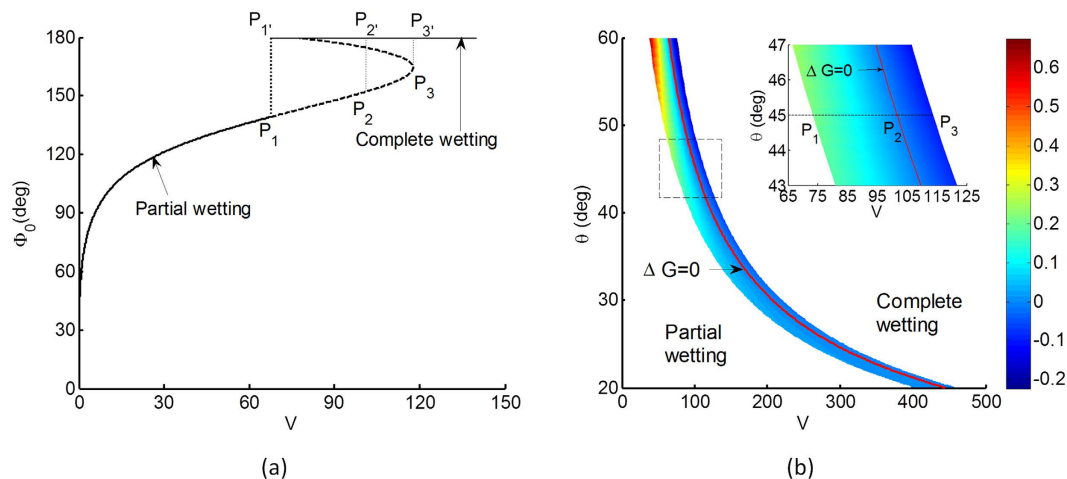 P1' P2' P3'
180
150
120
90
60
30
0
Φ0(deg)
P1
P2
P3
Complete wetting
Partial wetting
0 30 60 90 120 150
V
(a)
60
50
40
30
20
θ (deg)
ΔG=0
Partial
wetting
Complete
wetting
0 100 200 300 400 500
V
47
46
45
44
43
θ (deg)
ΔG=0
P1
P2
P3
65 75 85 95 105 115 125
V
0.6
0.5
0.4
0.3
0.2
0.1
0
-0.1
-0.2
(b)